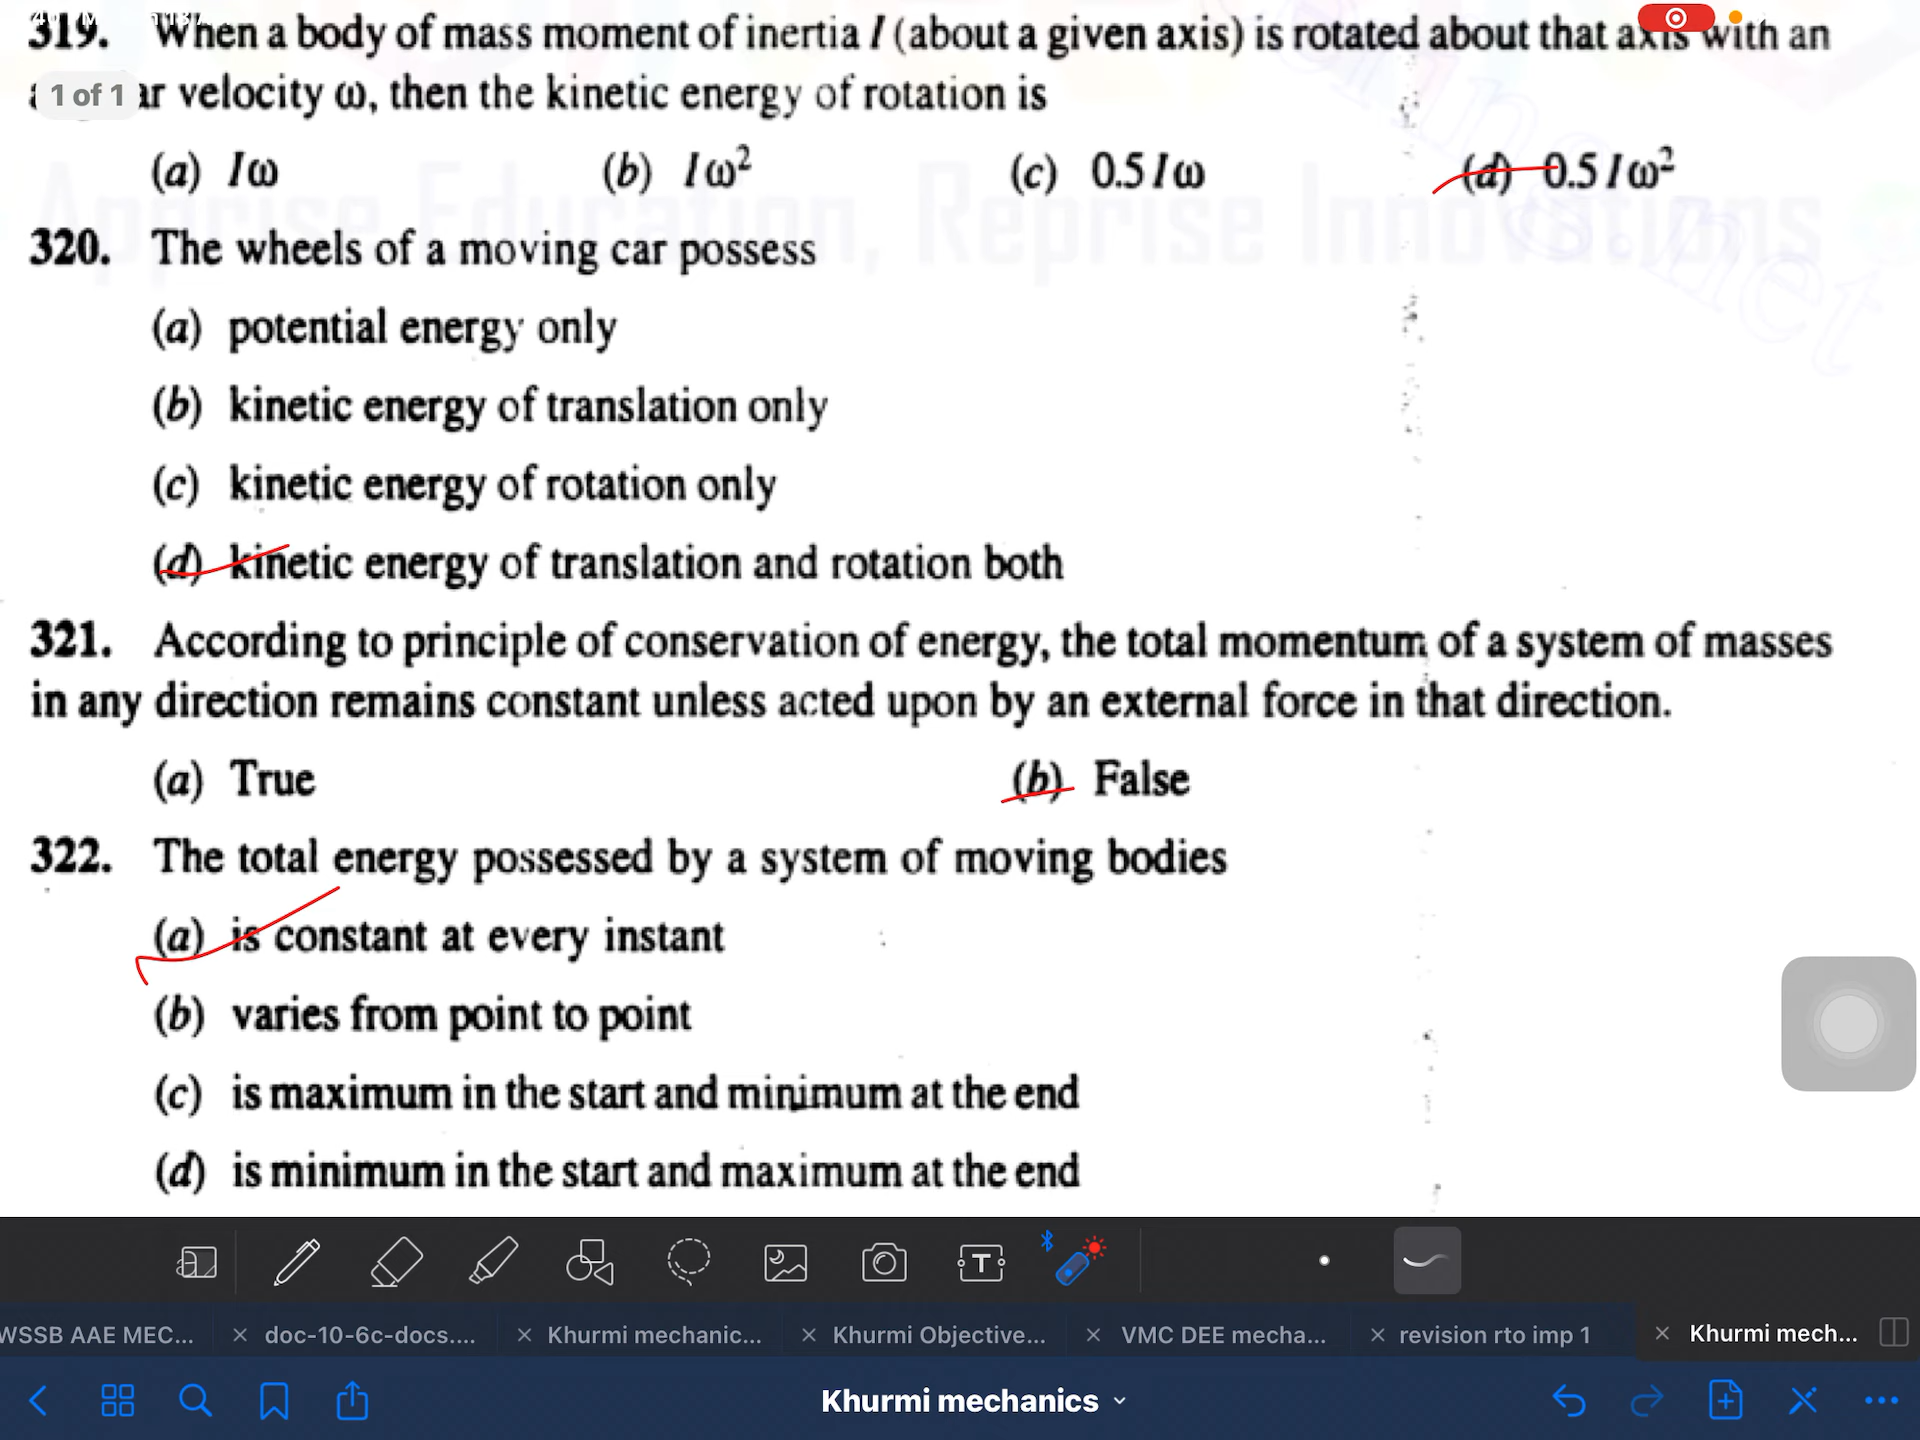 319. When a body of mass moment of inertia I (about a given axis) is rotated about that axis with an
1 of 1 ar velocity ω, then the kinetic energy of rotation is
(a) Iω (b) Iω² (c) 0.5 Iω (d) 0.5 Iω²
Apprise Education, Reprise Innovations
320. The wheels of a moving car possess
(a) potential energy only
(b) kinetic energy of translation only
(c) kinetic energy of rotation only
(d) kinetic energy of translation and rotation both
321. According to principle of conservation of energy, the total momentum of a system of masses
in any direction remains constant unless acted upon by an external force in that direction.
(a) True (b) False
322. The total energy possessed by a system of moving bodies
(a) is constant at every instant
(b) varies from point to point
(c) is maximum in the start and minimum at the end
(d) is minimum in the start and maximum at the end
WSSB AAE MEC... × doc-10-6c-docs.... × Khurmi mechanic... × Khurmi Objective... × VMC DEE mecha... × revision rto imp 1 × Khurmi mech...
Khurmi mechanics